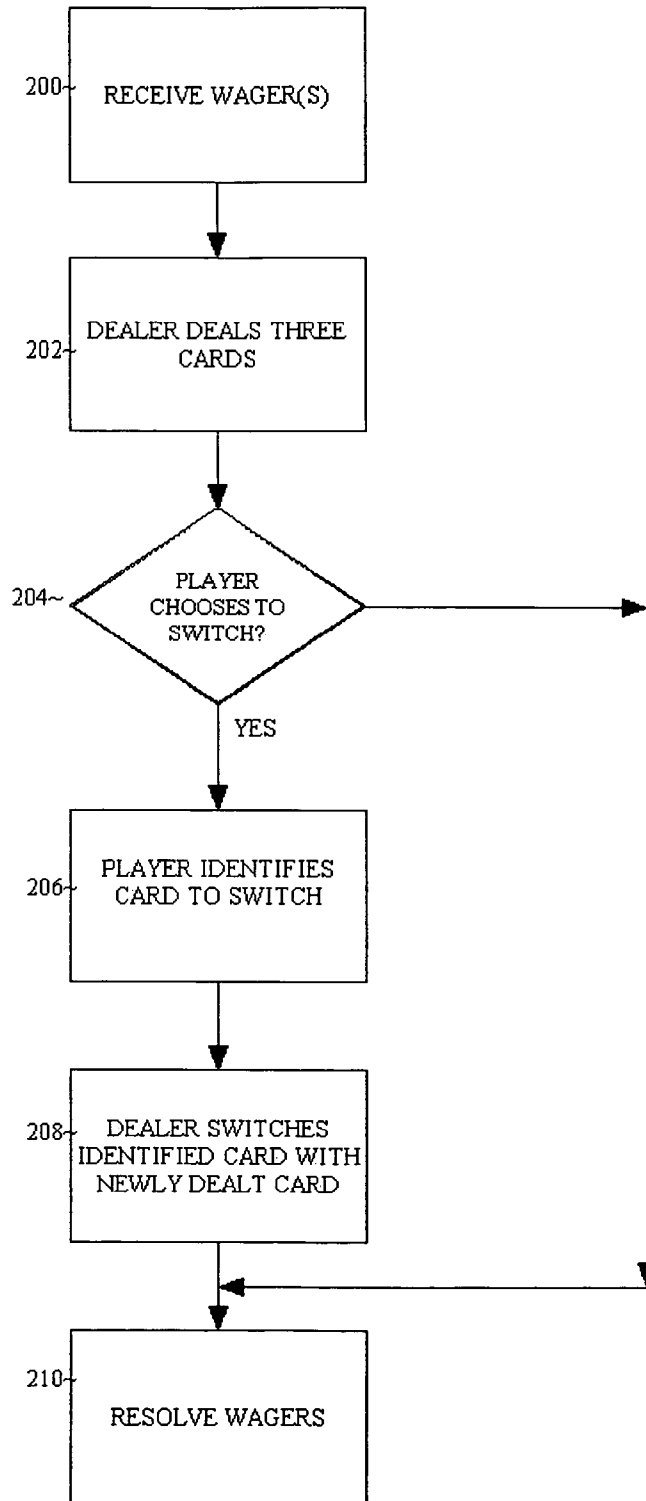 200~
RECEIVE WAGER(S)
202~
DEALER DEALS THREE
CARDS
204~
PLAYER
CHOOSES TO
SWITCH?
YES
206~
PLAYER IDENTIFIES
CARD TO SWITCH
208~
DEALER SWITCHES
IDENTIFIED CARD WITH
NEWLY DEALT CARD
210~
RESOLVE WAGERS